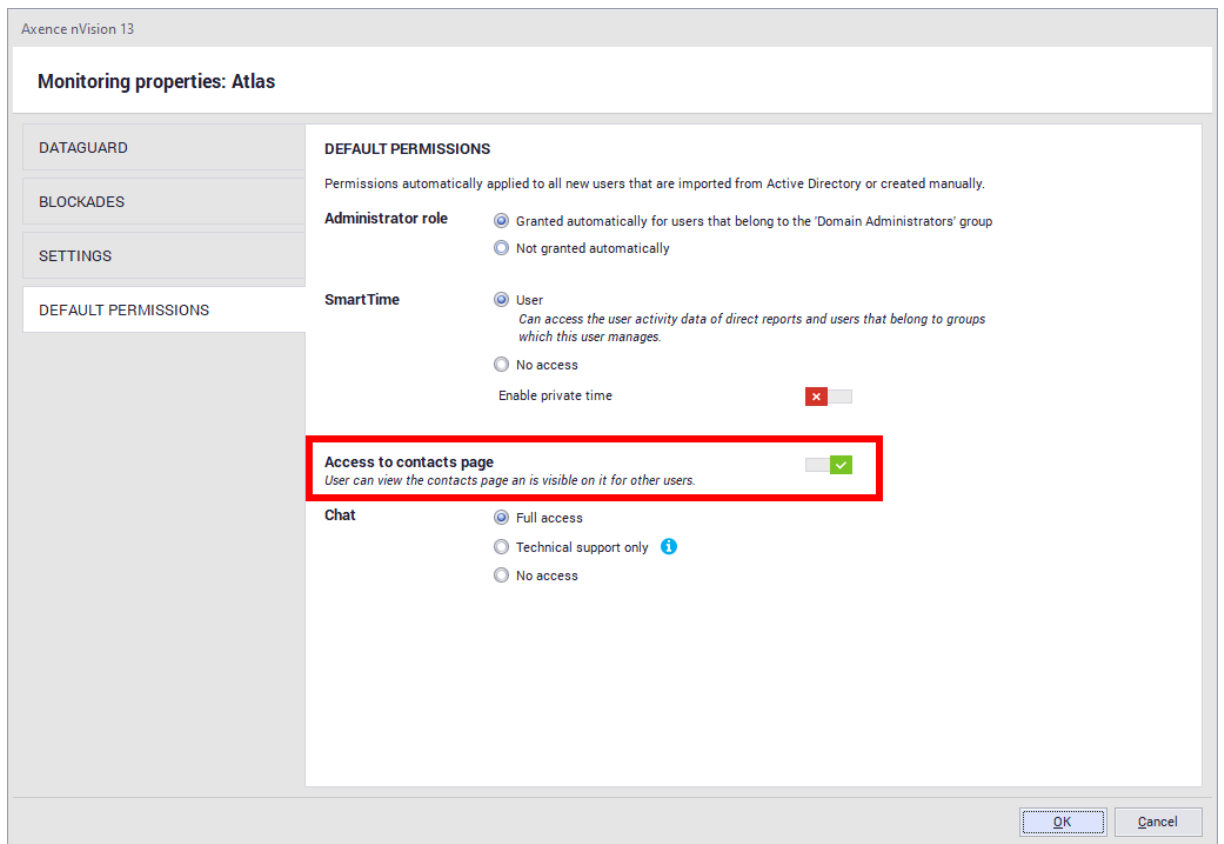 Axence nVision 13
Monitoring properties: Atlas
DATAGUARD
BLOCKADES
SETTINGS
DEFAULT PERMISSIONS
DEFAULT PERMISSIONS
Permissions automatically applied to all new users that are imported from Active Directory or created manually.
Administrator role
Granted automatically for users that belong to the 'Domain Administrators' group
Not granted automatically
SmartTime
User
Can access the user activity data of direct reports and users that belong to groups
which this user manages.
No access
Enable private time
Access to contacts page
User can view the contacts page an is visible on it for other users.
Chat
Full access
Technical support only
No access
OK
Cancel